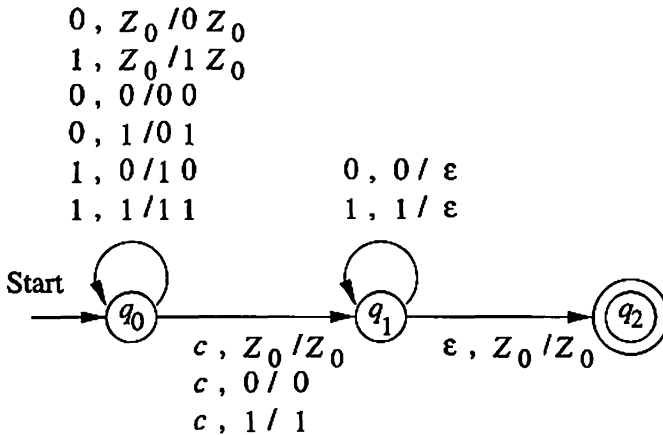 0 , Z₀/0 Z₀
1 , Z₀/1 Z₀
0 , 0/0 0
0 , 1/0 1
1 , 0/1 0
1 , 1/1 1
0 , 0/ ε
1 , 1/ ε
Start
q₀
q₁
q₂
c , Z₀/Z₀
c , 0/ 0
c , 1/ 1
ε , Z₀/Z₀